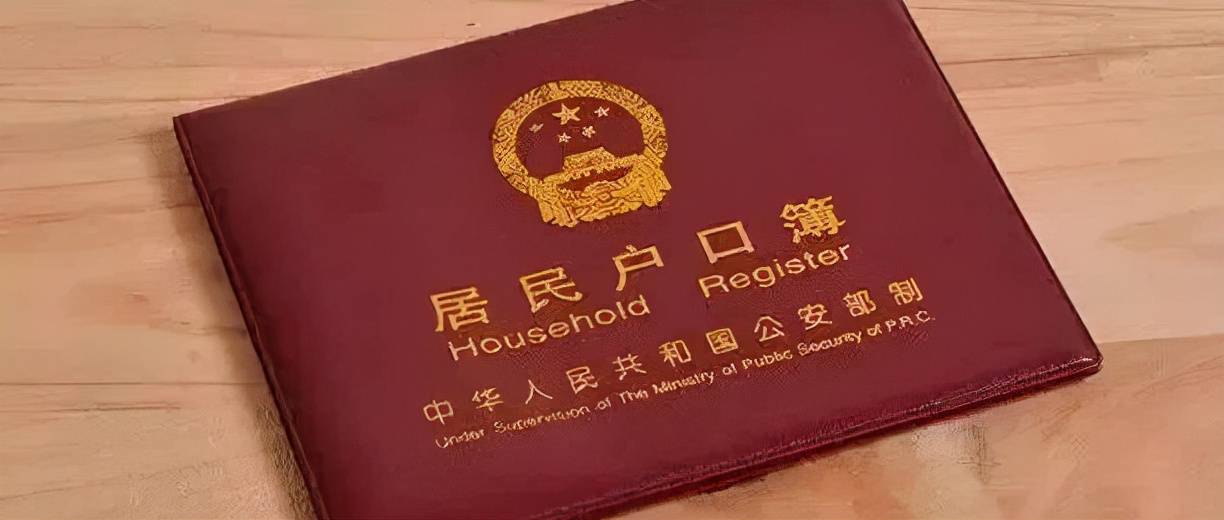 居民户口簿
Household Register
中华人民共和国公安部制
Under Supervision of The Ministry of Public Security of P.R.C.